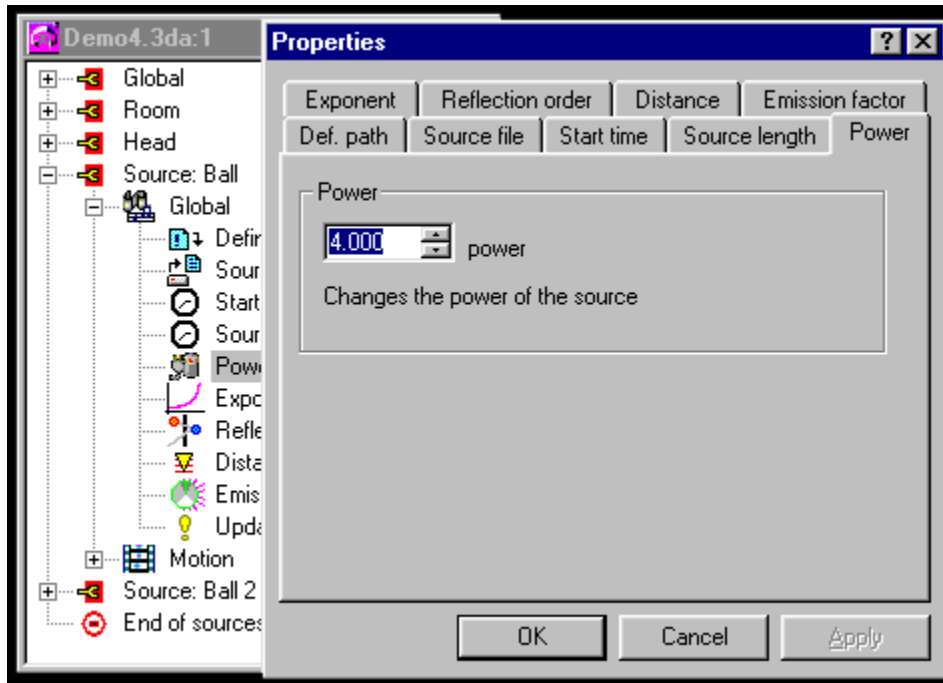 Demo4.3da:1
Global
Room
Head
Source: Ball
Global
Defin
Sour
Start
Sour
Powe
Expo
Refle
Dista
Emis
Upda
Motion
Source: Ball 2
End of sources
Properties
Exponent Reflection order Distance Emission factor
Def. path Source file Start time Source length Power
Power
4.000 power
Changes the power of the source
OK Cancel Apply